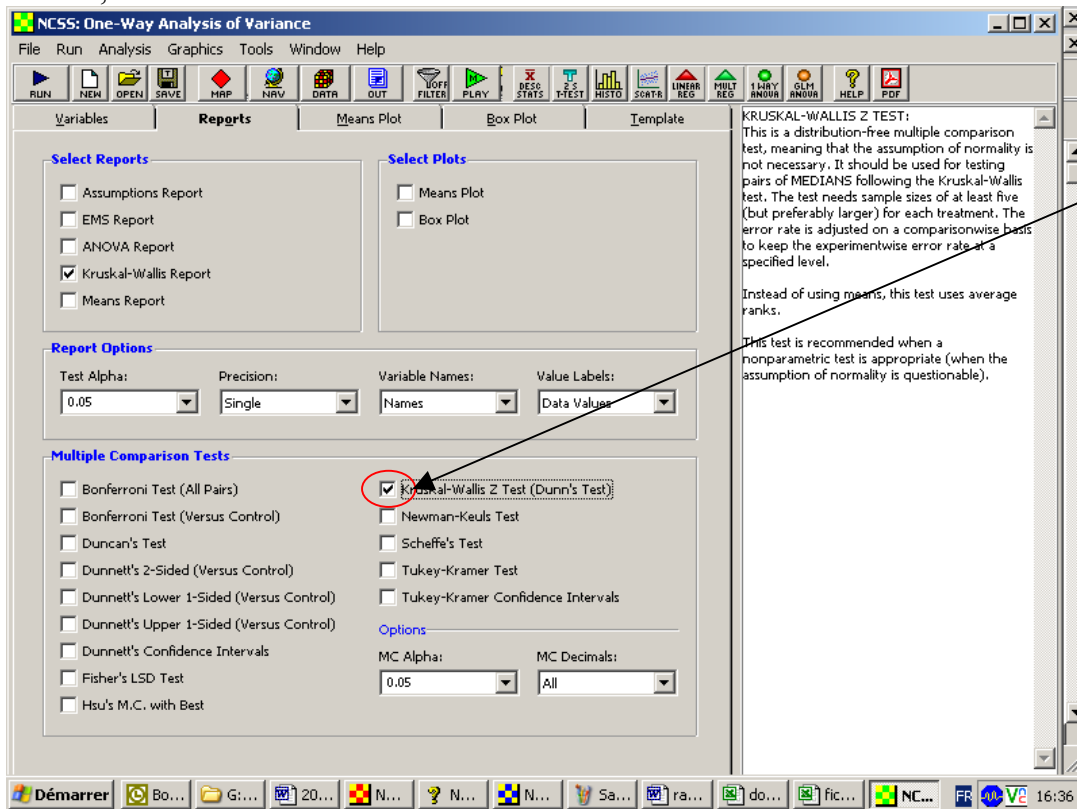 NCSS: One-Way Analysis of Variance
File Run Analysis Graphics Tools Window Help
RUN NEW OPEN SAVE MAP NAV DATA OUT UOFF FILTER PLAY DESC STATS 2 S T-TEST HISTO SCAT-R LINEAR REG MULT REG 1 WAY ANOVA GLM ANOVA HELP PDF
Variables Reports Means Plot Box Plot Template
Select Reports
Assumptions Report
EMS Report
ANOVA Report
Kruskal-Wallis Report
Means Report
Select Plots
Means Plot
Box Plot
Report Options
Test Alpha: Precision: Variable Names: Value Labels:
0.05 Single Names Data Values
Multiple Comparison Tests
Bonferroni Test (All Pairs)
Bonferroni Test (Versus Control)
Duncan's Test
Dunnett's 2-Sided (Versus Control)
Dunnett's Lower 1-Sided (Versus Control)
Dunnett's Upper 1-Sided (Versus Control)
Dunnett's Confidence Intervals
Fisher's LSD Test
Hsu's M.C. with Best
Kruskal-Wallis Z Test (Dunn's Test)
Newman-Keuls Test
Scheffe's Test
Tukey-Kramer Test
Tukey-Kramer Confidence Intervals
Options
MC Alpha: MC Decimals:
0.05 All
KRUSKAL-WALLIS Z TEST:
This is a distribution-free multiple comparison
test, meaning that the assumption of normality is
not necessary. It should be used for testing
pairs of MEDIANS following the Kruskal-Wallis
test. The test needs sample sizes of at least five
(but preferably larger) for each treatment. The
error rate is adjusted on a comparisonwise basis
to keep the experimentwise error rate at a
specified level.
Instead of using means, this test uses average
ranks.
This test is recommended when a
nonparametric test is appropriate (when the
assumption of normality is questionable).
Démarrer Bo... G:... 20... N... N... N... Sa... ra... do... fic... NC... FR 16:36